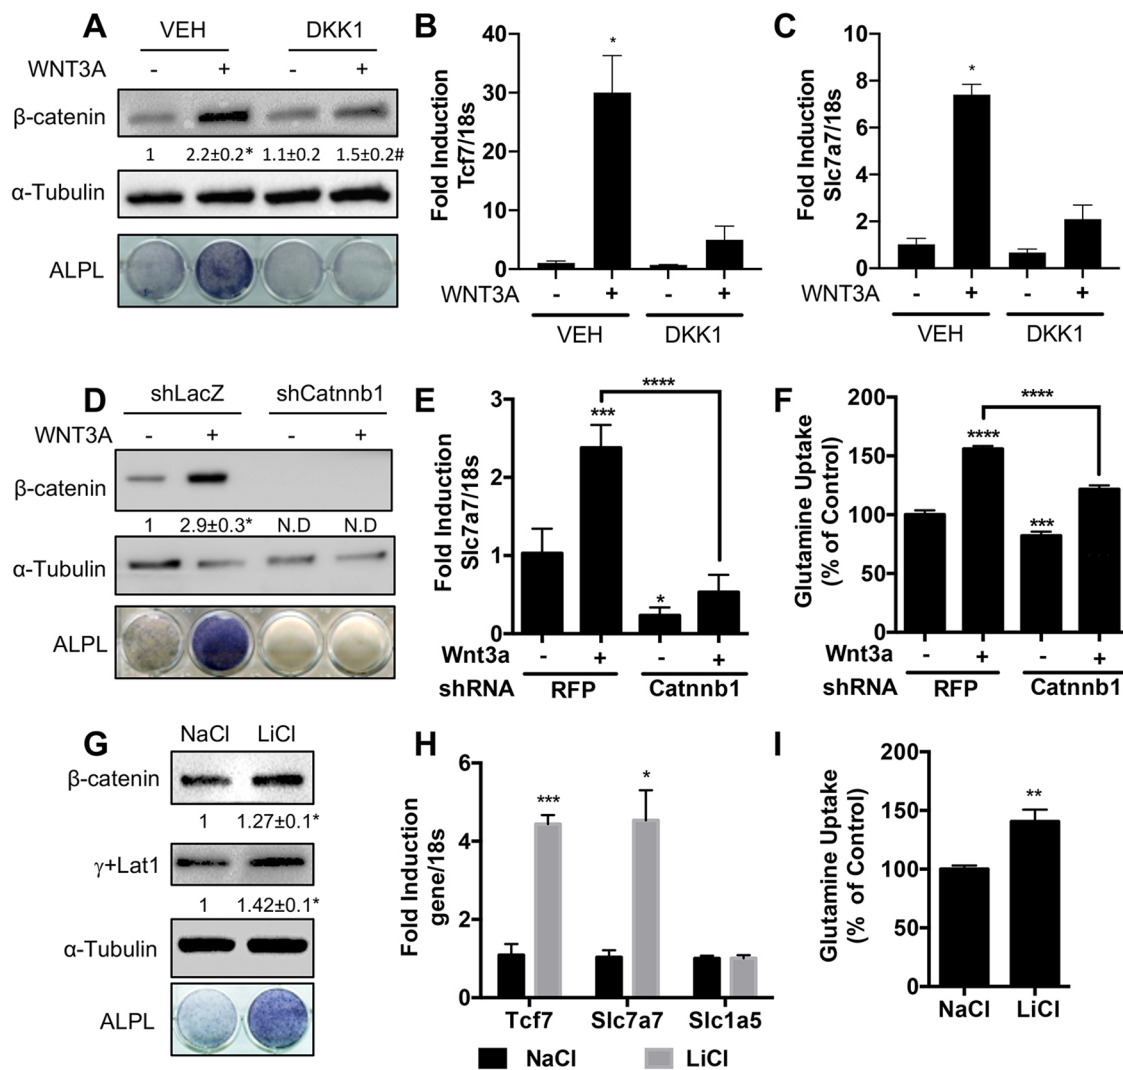 A
VEH DKK1
WNT3A - + - +
β-catenin
1 2.2±0.2* 1.1±0.2 1.5±0.2#
α-Tubulin
ALPL
B
Fold Induction
Tcf7/18s
40
30
20
10
0
*
WNT3A - + - +
VEH DKK1
C
Fold Induction
Slc7a7/18s
10
8
6
4
2
0
*
WNT3A - + - +
VEH DKK1
D
shLacZ shCatnnb1
WNT3A - + - +
β-catenin
1 2.9±0.3* N.D N.D
α-Tubulin
ALPL
E
Fold Induction
Slc7a7/18s
3
2
1
0
***
*
****
Wnt3a - + - +
shRNA RFP Catnnb1
F
Glutamine Uptake
(% of Control)
200
150
100
50
0
****
***
****
Wnt3a - + - +
shRNA RFP Catnnb1
G
NaCl LiCl
β-catenin
1 1.27±0.1*
γ+Lat1
1 1.42±0.1*
α-Tubulin
ALPL
H
Fold Induction
gene/18s
6
4
2
0
***
*
Tcf7 Slc7a7 Slc1a5
NaCl LiCl
I
Glutamine Uptake
(% of Control)
200
150
100
50
0
**
NaCl LiCl